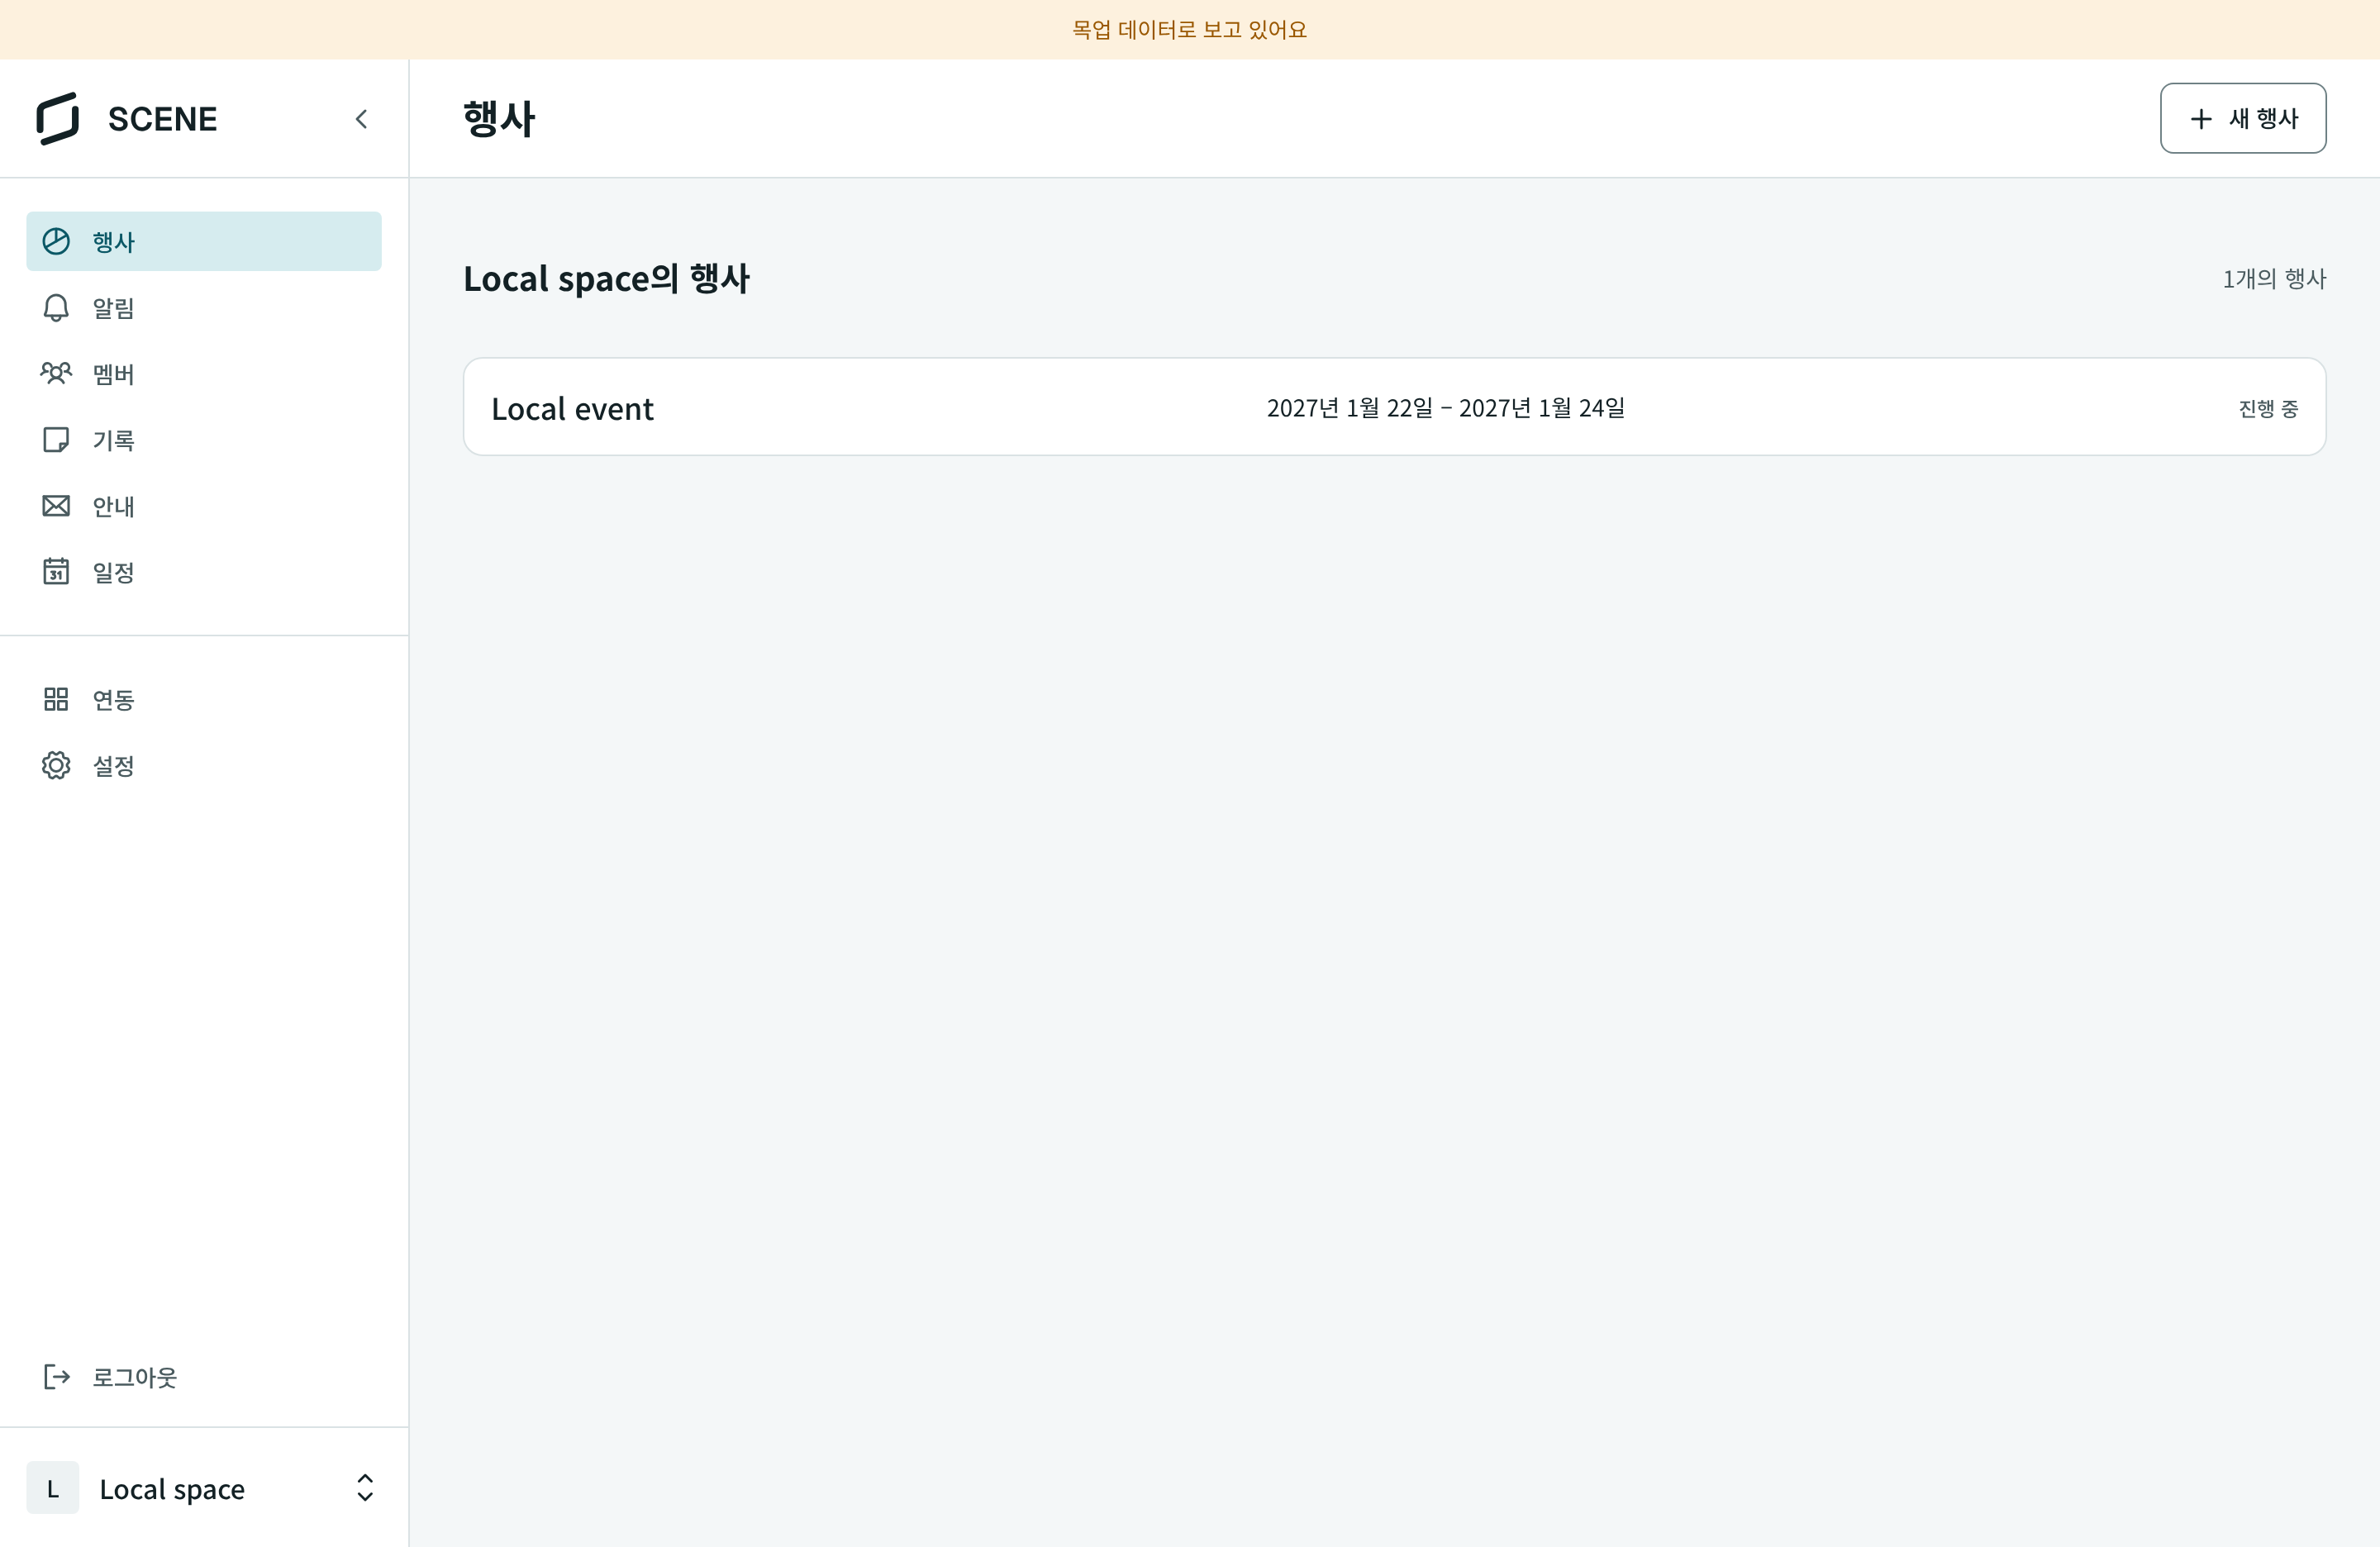 목업 데이터로 보고 있어요
SCENE
행사
새 행사
행사
알림
멤버
기록
안내
31
일정
연동
설정
로그아웃
L
Local space
Local space의 행사
1개의 행사
Local event
2027년 1월 22일 – 2027년 1월 24일
진행 중